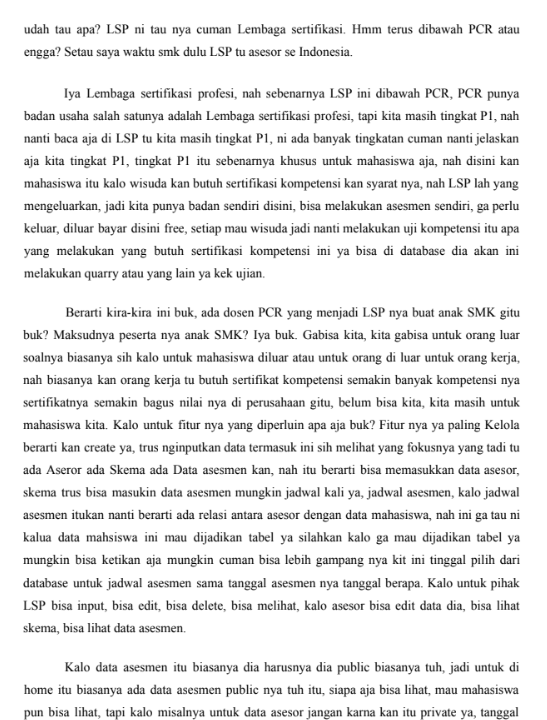 udah tau apa? LSP ni tau nya cuman Lembaga sertifikasi. Hmm terus dibawah PCR atau
engga? Setau saya waktu smk dulu LSP tu asesor se Indonesia.
Iya Lembaga sertifikasi profesi, nah sebenarnya LSP ini dibawah PCR, PCR punya
badan usaha salah satunya adalah Lembaga sertifikasi profesi, tapi kita masih tingkat P1, nah
nanti baca aja di LSP tu kita masih tingkat P1, ni ada banyak tingkatan cuman nanti jelaskan
aja kita tingkat P1, tingkat P1 itu sebenarnya khusus untuk mahasiswa aja, nah disini kan
mahasiswa itu kalo wisuda kan butuh sertifikasi kompetensi kan syarat nya, nah LSP lah yang
mengeluarkan, jadi kita punya badan sendiri disini, bisa melakukan asesmen sendiri, ga perlu
keluar, diluar bayar disini free, setiap mau wisuda jadi nanti melakukan uji kompetensi itu apa
yang melakukan yang butuh sertifikasi kompetensi ini ya bisa di database dia akan ini
melakukan quarry atau yang lain ya kek ujian.
Berarti kira-kira ini buk, ada dosen PCR yang menjadi LSP nya buat anak SMK gitu
buk? Maksudnya peserta nya anak SMK? Iya buk. Gabisa kita, kita gabisa untuk orang luar
soalnya biasanya sih kalo untuk mahasiswa diluar atau untuk orang di luar untuk orang kerja,
nah biasanya kan orang kerja tu butuh sertifikat kompetensi semakin banyak kompetensi nya
sertifikatnya semakin bagus nilai nya di perusahaan gitu, belum bisa kita, kita masih untuk
mahasiswa kita. Kalo untuk fitur nya yang diperluin apa aja buk? Fitur nya ya paling Kelola
berarti kan create ya, trus nginputkan data termasuk ini sih melihat yang fokusnya yang tadi tu
ada Aseror ada Skema ada Data asesmen kan, nah itu berarti bisa memasukkan data asesor,
skema trus bisa masukin data asesmen mungkin jadwal kali ya, jadwal asesmen, kalo jadwal
asesmen itukan nanti berarti ada relasi antara asesor dengan data mahasiswa, nah ini ga tau ni
kalua data mahsiswa ini mau dijadikan tabel ya silahkan kalo ga mau dijadikan tabel ya
mungkin bisa ketikan aja mungkin cuman bisa lebih gampang nya kit ini tinggal pilih dari
database untuk jadwal asesmen sama tanggal asesmen nya tanggal berapa. Kalo untuk pihak
LSP bisa input, bisa edit, bisa delete, bisa melihat, kalo asesor bisa edit data dia, bisa lihat
skema, bisa lihat data asesmen.
Kalo data asesmen itu biasanya dia harusnya dia public biasanya tuh, jadi untuk di
home itu biasanya ada data asesmen public nya tuh itu, siapa aja bisa lihat, mau mahasiswa
pun bisa lihat, tapi kalo misalnya untuk data asesor jangan karna kan itu private ya, tanggal